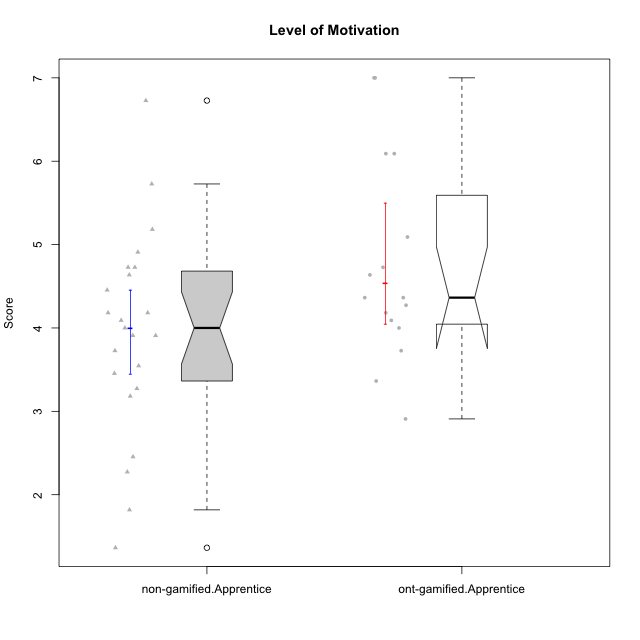 Level of Motivation
Score
7
6
5
4
3
2
non-gamified.Apprentice
ont-gamified.Apprentice